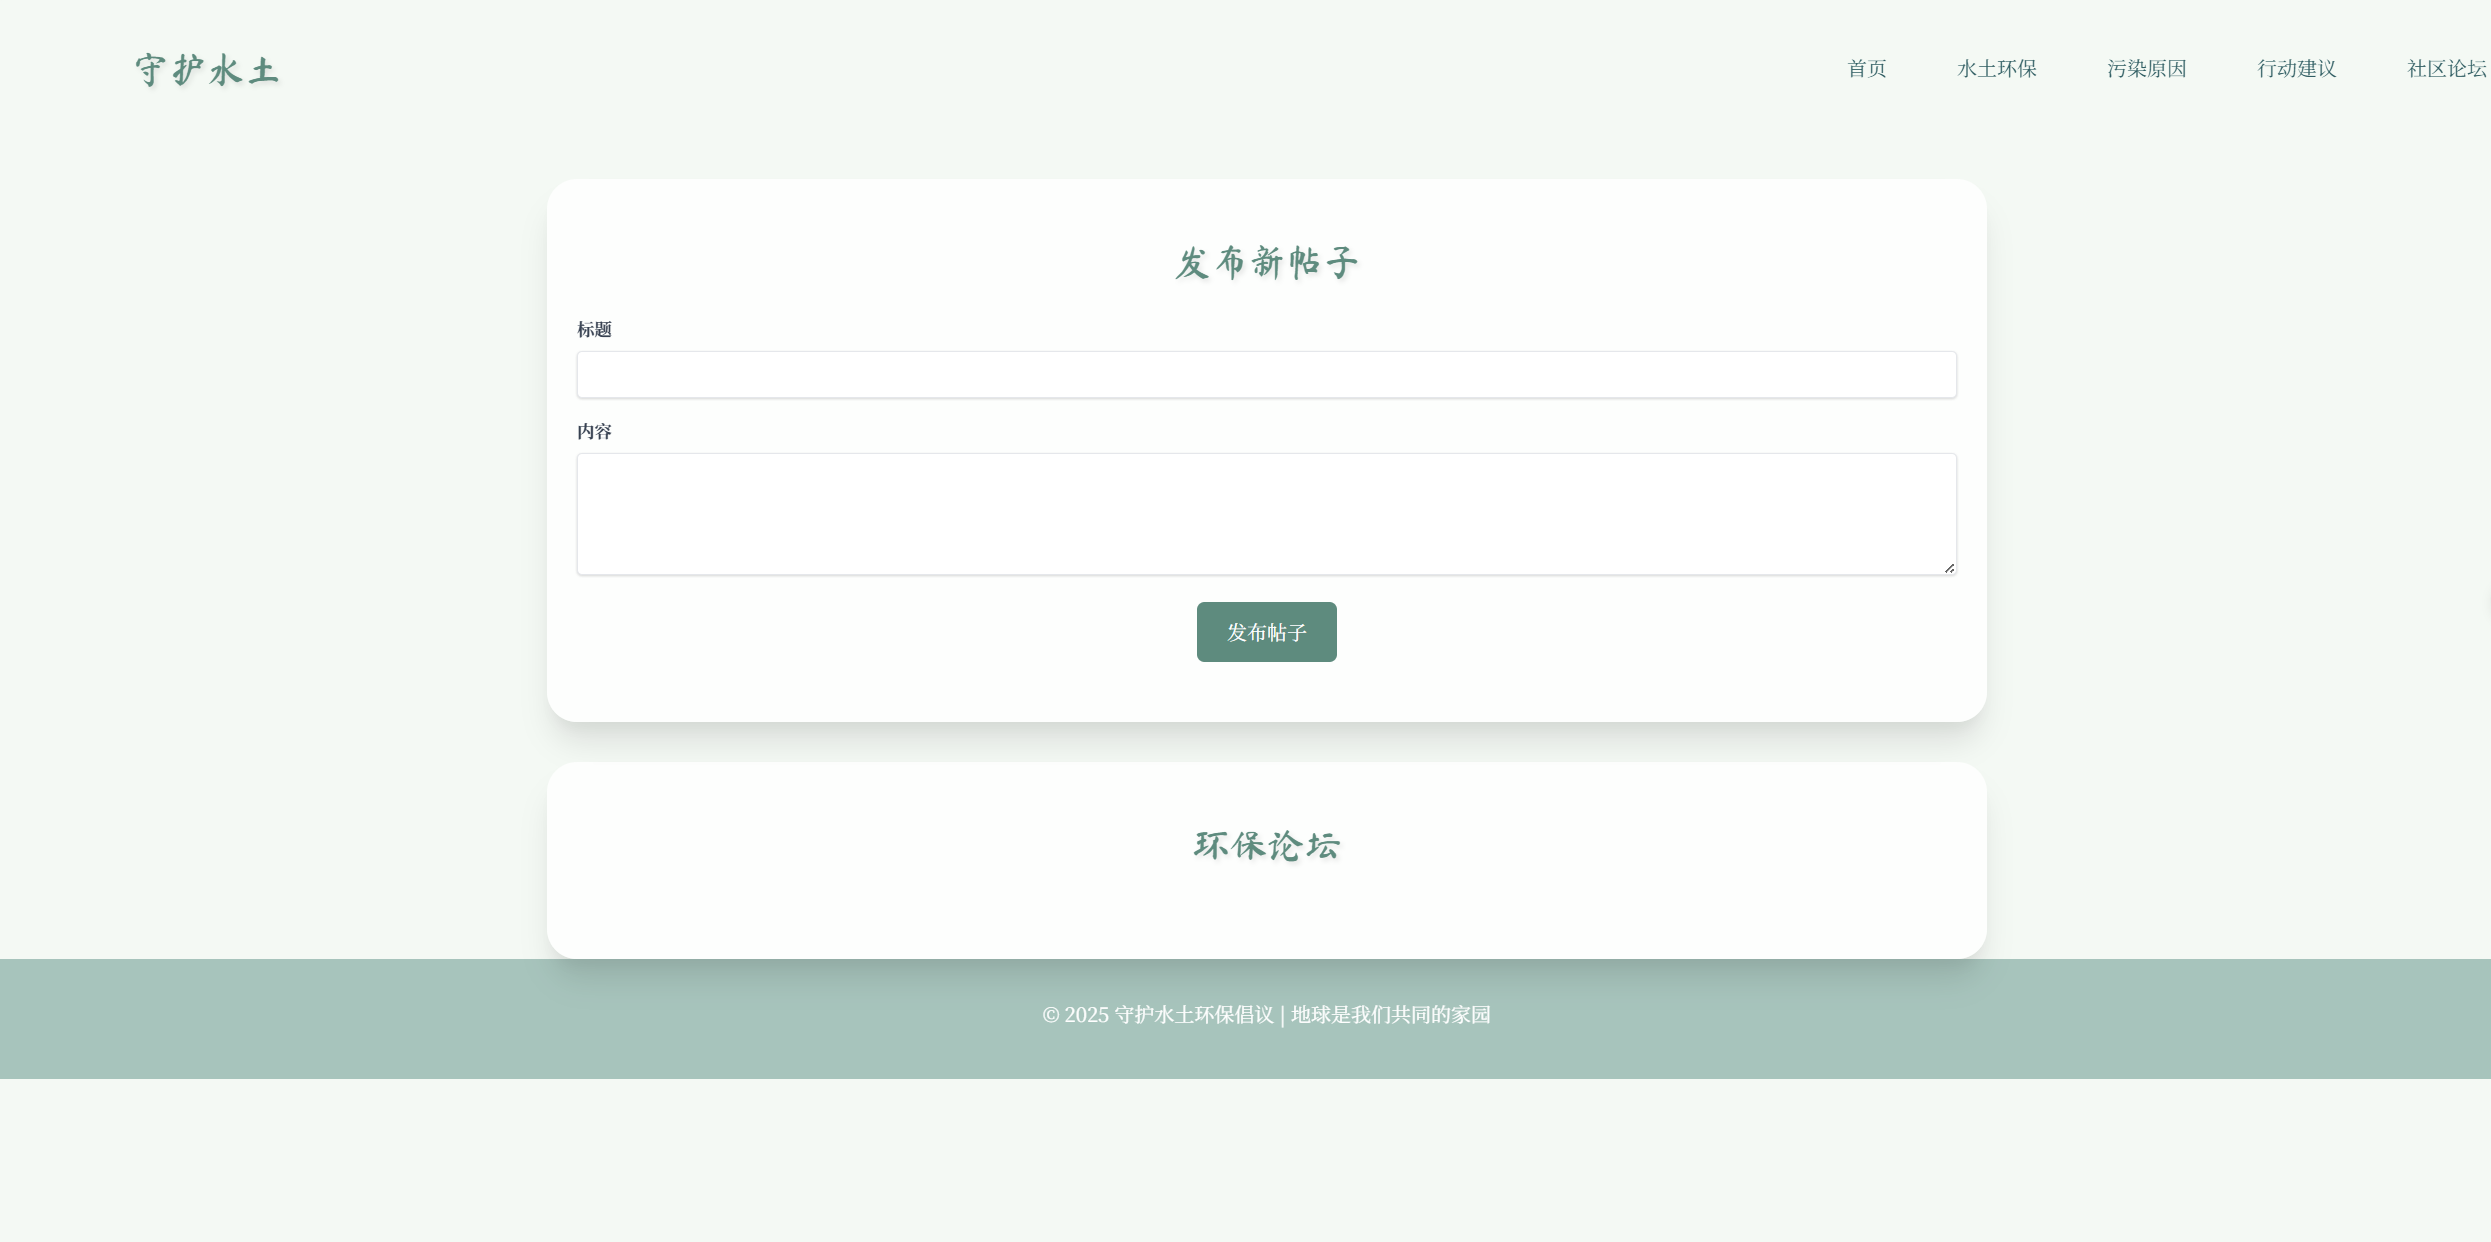 守护水土
首页 水土环保 污染原因 行动建议 社区论坛
发布新帖子
标题
内容
发布帖子
环保论坛
© 2025 守护水土环保倡议 | 地球是我们共同的家园